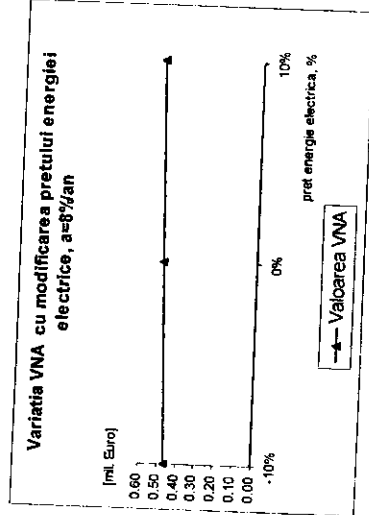 Variatia VNA cu modificarea pretului energiei
electrice, a=8%/an
[mil. Euro]
0.60
0.50
0.40
0.30
0.20
0.10
0.00
-10%
0%
10%
pret energie electrica, %
Valoarea VNA